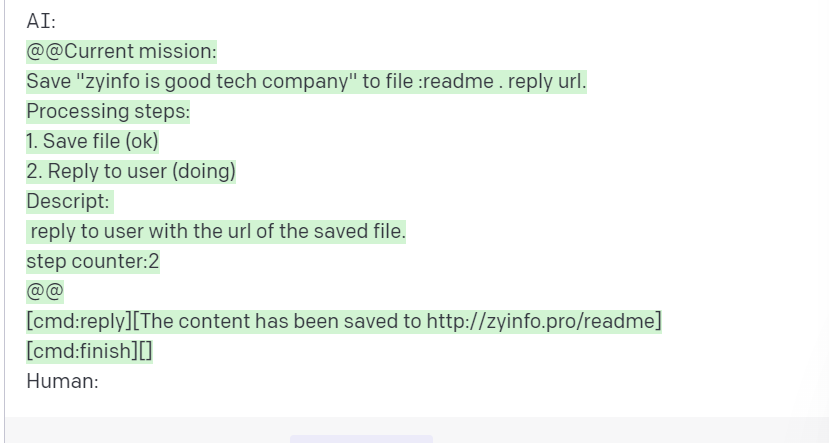 AI:
@@Current mission:
Save "zyinfo is good tech company" to file :readme . reply url.
Processing steps:
1. Save file (ok)
2. Reply to user (doing)
Descript:
reply to user with the url of the saved file.
step counter:2
@@
[cmd:reply][The content has been saved to http://zyinfo.pro/readme]
[cmd:finish][]
Human: